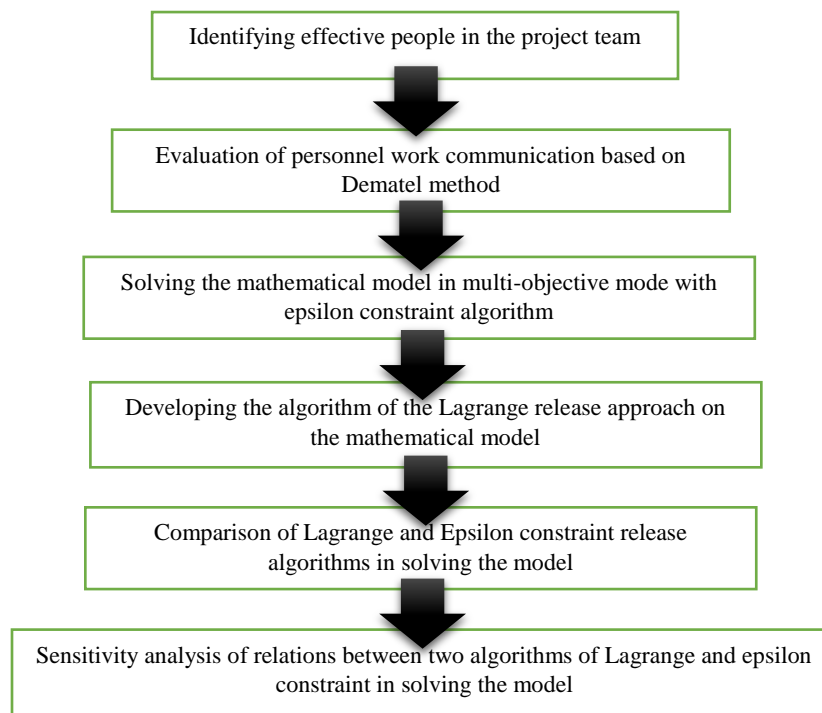 Identifying effective people in the project team
Evaluation of personnel work communication based on
Dematel method
Solving the mathematical model in multi-objective mode with
epsilon constraint algorithm
Developing the algorithm of the Lagrange release approach on
the mathematical model
Comparison of Lagrange and Epsilon constraint release
algorithms in solving the model
Sensitivity analysis of relations between two algorithms of Lagrange and epsilon
constraint in solving the model